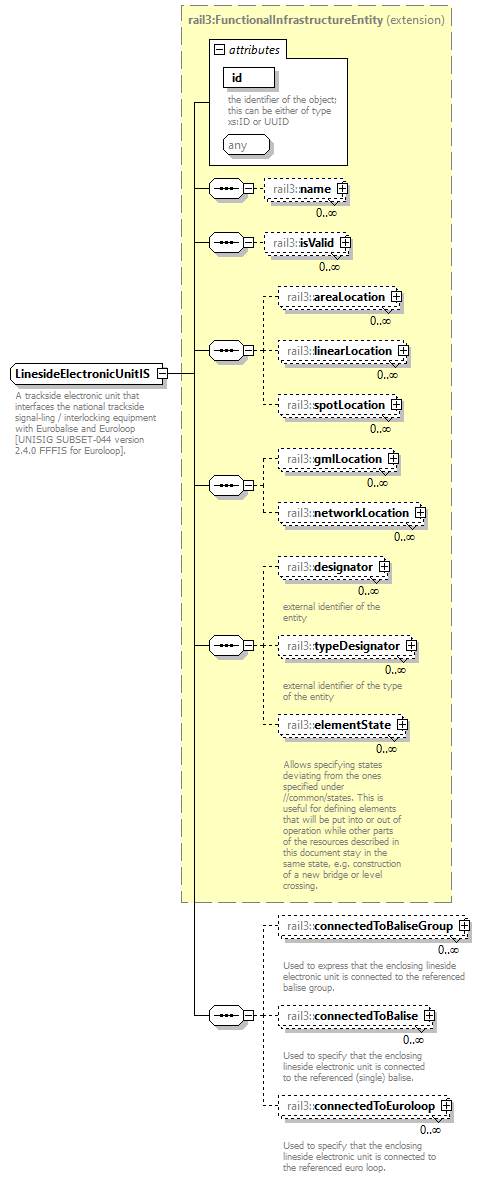 rail3:FunctionalInfrastructureEntity (extension)
attributes
id
the identifier of the object;
this can be either of type
xs:ID or UUID
any
rail3::name
0..∞
rail3::isValid
0..∞
rail3::areaLocation
0..∞
rail3::linearLocation
0..∞
rail3::spotLocation
0..∞
LinesideElectronicUnitIS
A trackside electronic unit that
interfaces the national trackside
signal-ling / interlocking equipment
with Eurobalise and Euroloop
[UNISIG SUBSET-044 version
2.4.0 FFFIS for Euroloop].
rail3::gmlLocation
0..∞
rail3::networkLocation
0..∞
rail3::designator
0..∞
external identifier of the
entity
rail3::typeDesignator
0..∞
external identifier of the type
of the entity
rail3::elementState
0..∞
Allows specifying states
deviating from the ones
specified under
//common/states. This is
useful for defining elements
that will be put into or out of
operation while other parts
of the resources described in
this document stay in the
same state, e.g. construction
of a new bridge or level
crossing.
rail3::connectedToBaliseGroup
0..∞
Used to express that the enclosing lineside
electronic unit is connected to the referenced
balise group.
rail3::connectedToBalise
0..∞
Used to specify that the enclosing
lineside electronic unit is connected
to the referenced (single) balise.
rail3::connectedToEuroloop
0..∞
Used to specify that the enclosing
lineside electronic unit is connected to
the referenced euro loop.